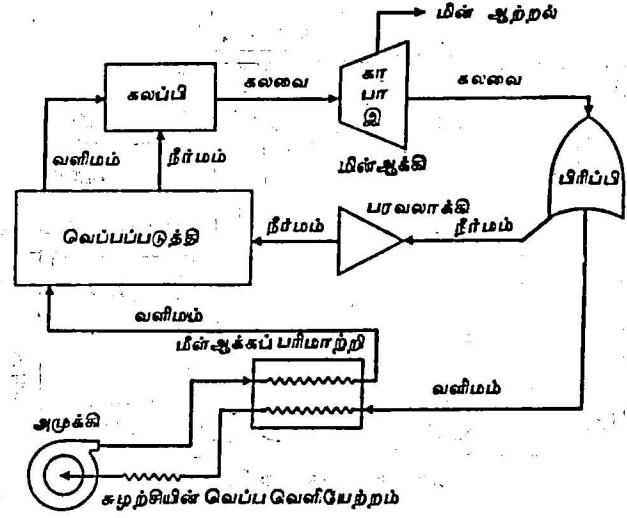 மின் ஆற்றல்
கலப்பி
கலவை
கா
பா
இ
கலவை
வளிமம்
நீர்மம்
மின்ஆக்கி
பிரிப்பி
பரவலாக்கி
வெப்பப்படுத்தி
நீர்மம்
நீர்மம்
வளிமம்
மீள்ஆக்கப் பரிமாற்றி
வளிமம்
அமுக்கி
சுழற்சியின் வெப்ப வெளியேற்றம்